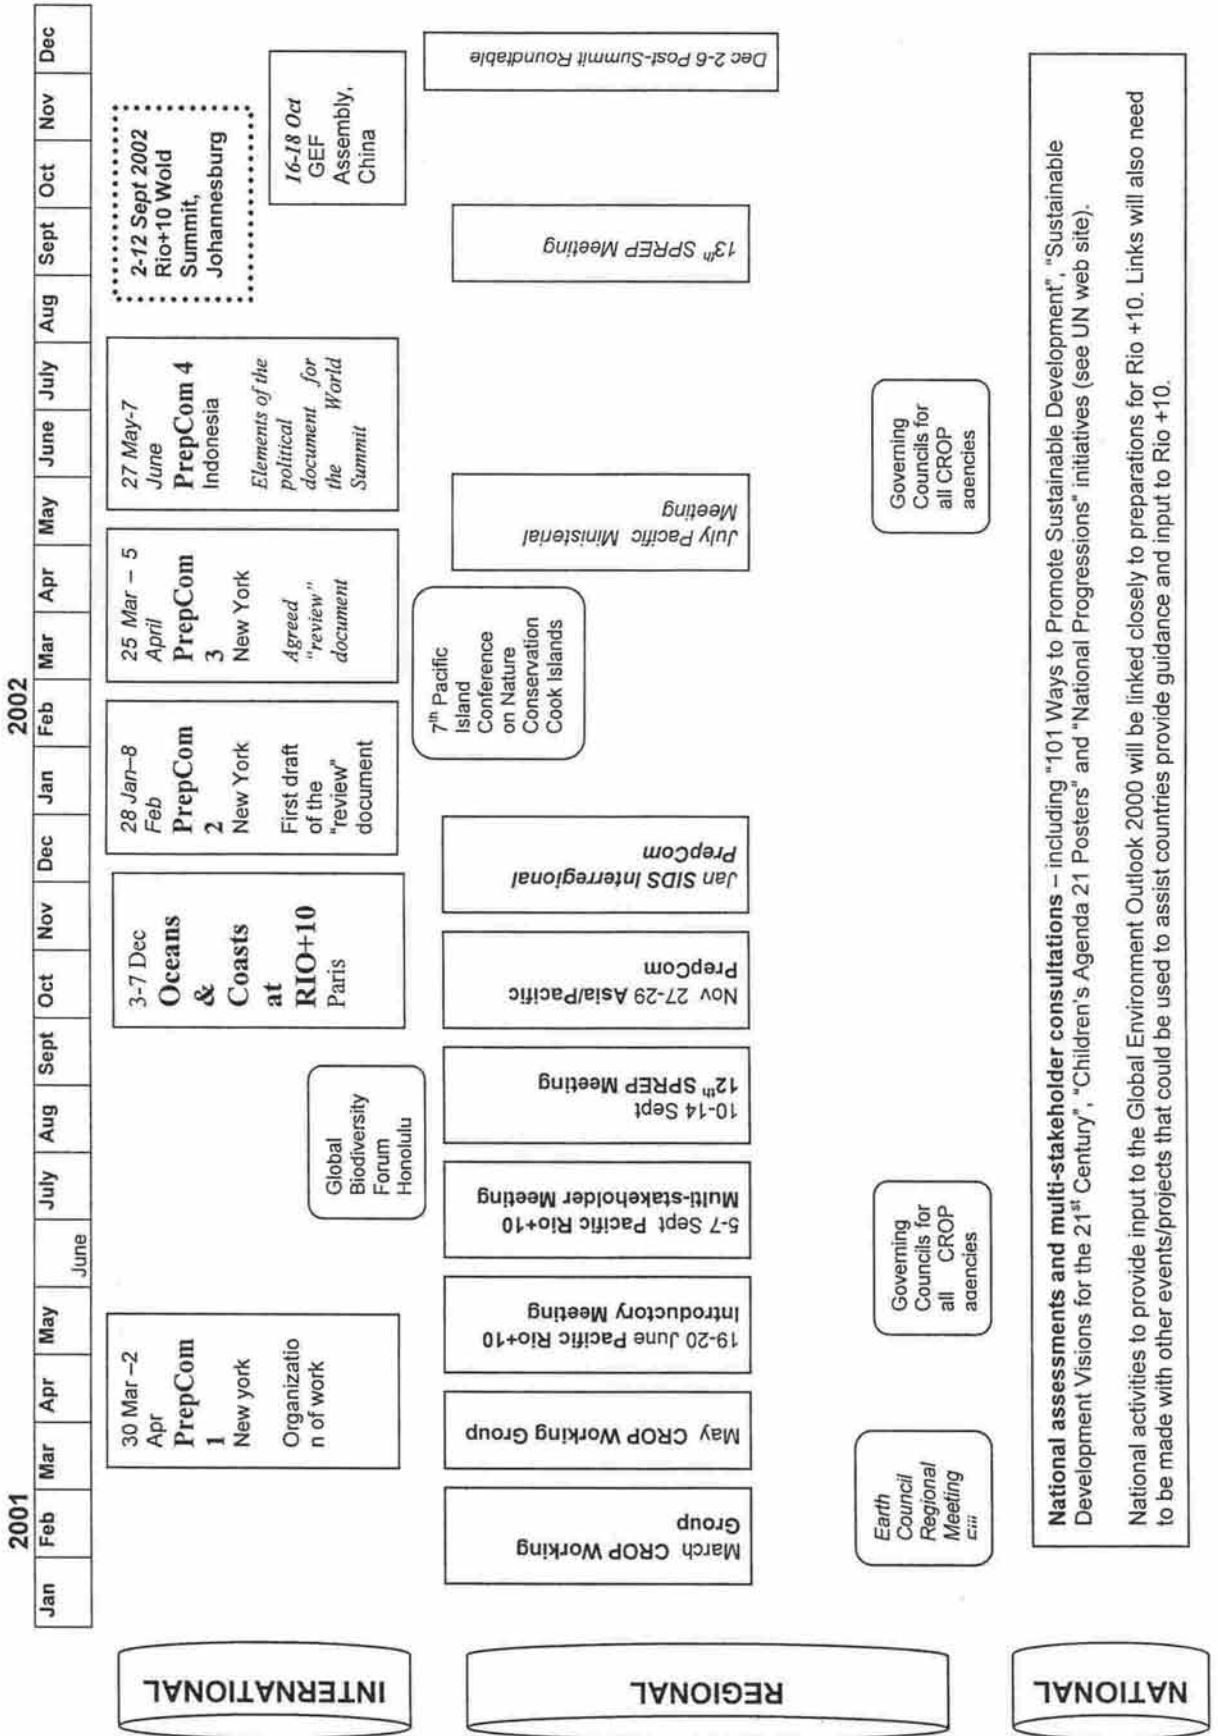 2001
2002
Jan Feb Mar Apr May June July Aug Sept Oct Nov Dec Jan Feb Mar Apr May June July Aug Sept Oct Nov Dec
INTERNATIONAL
30 Mar –2
Apr
PrepCom
1
New york
Organizatio
n of work
Global
Biodiversity
Forum
Honolulu
3-7 Dec
Oceans
&
Coasts
at
RIO+10
Paris
28 Jan–8
Feb
PrepCom
2
New York
First draft
of the
"review"
document
25 Mar – 5
April
PrepCom
3
New York
Agreed
"review"
document
27 May-7
June
PrepCom 4
Indonesia
Elements of the
political
document for
the World
Summit
2-12 Sept 2002
Rio+10 Wold
Summit,
Johannesburg
16-18 Oct
GEF
Assembly,
China
REGIONAL
March CROP Working
Group
May CROP Working Group
19-20 June Pacific Rio+10
Introductory Meeting
5-7 Sept Pacific Rio+10
Multi-stakeholder Meeting
10-14 Sept
12th SPREP Meeting
Nov 27-29 Asia/Pacific
PrepCom
Jan SIDS Interregional
PrepCom
7th Pacific
Island
Conference
on Nature
Conservation
Cook Islands
July Pacific Ministerial
Meeting
13th SPREP Meeting
Dec 2-6 Post-Summit Roundtable
Earth
Council
Regional
Meeting
Governing
Councils for
all CROP
agencies
Governing
Councils for
all CROP
agencies
NATIONAL
National assessments and multi-stakeholder consultations – including "101 Ways to Promote Sustainable Development", "Sustainable
Development Visions for the 21st Century", "Children's Agenda 21 Posters" and "National Progressions" initiatives (see UN web site).
National activities to provide input to the Global Environment Outlook 2000 will be linked closely to preparations for Rio +10. Links will also need
to be made with other events/projects that could be used to assist countries provide guidance and input to Rio +10.